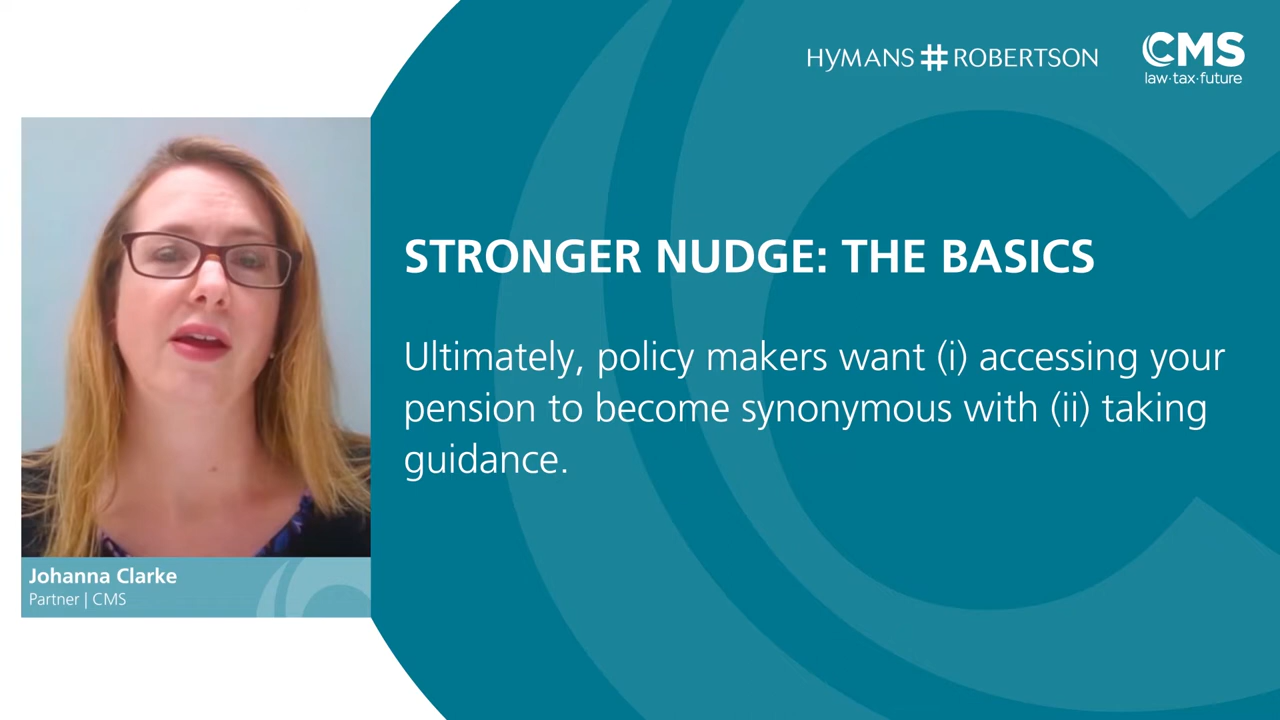 HYMANS # ROBERTSON
CMS
law·tax·future
STRONGER NUDGE: THE BASICS
Ultimately, policy makers want (i) accessing your
pension to become synonymous with (ii) taking
guidance.
Johanna Clarke
Partner | CMS